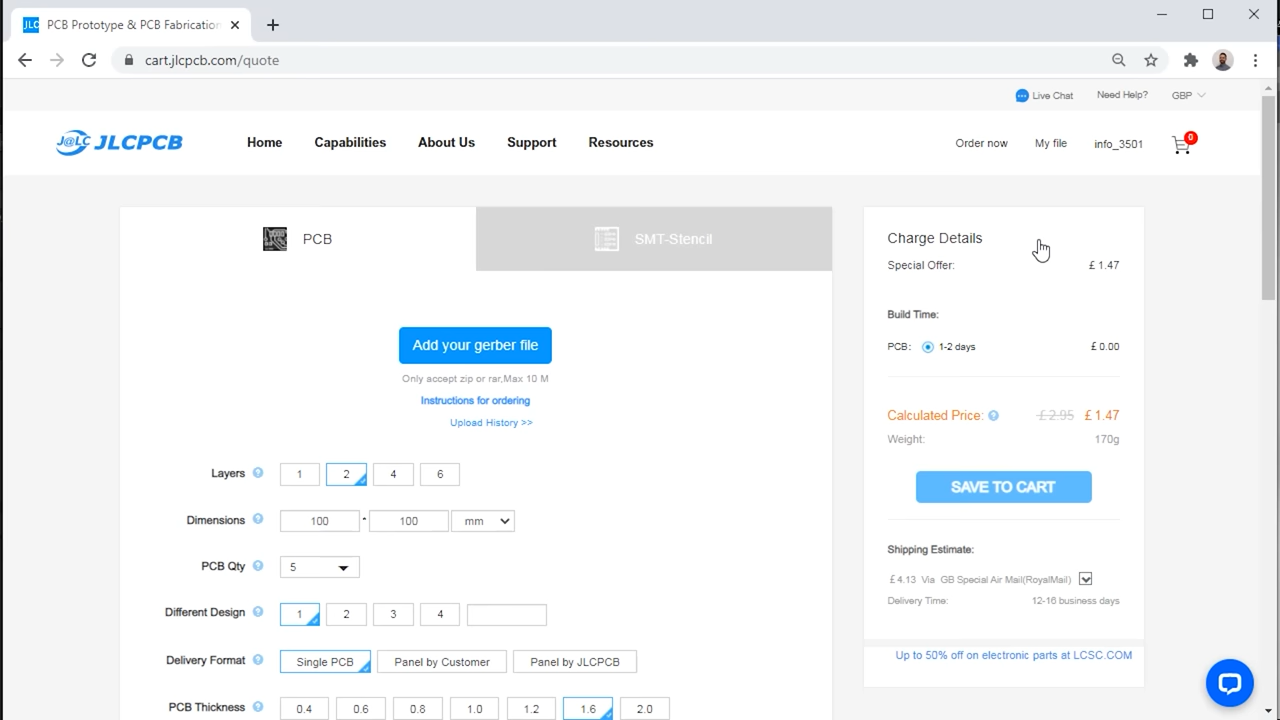 JLC PCB Prototype & PCB Fabrication
cart.jlcpcb.com/quote
Live Chat Need Help? GBP
J@LC JLCPCB Home Capabilities About Us Support Resources Order now My file info_3501 0
PCB SMT-Stencil
Add your gerber file
Only accept zip or rar,Max 10 M
Instructions for ordering
Upload History >>
Layers ? 1 2 4 6
Dimensions ? 100 * 100 mm
PCB Qty ? 5
Different Design ? 1 2 3 4
Delivery Format ? Single PCB Panel by Customer Panel by JLCPCB
PCB Thickness ? 0.4 0.6 0.8 1.0 1.2 1.6 2.0
Charge Details
Special Offer: £ 1.47
Build Time:
PCB: 1-2 days £ 0.00
Calculated Price: ? £ 2.95 £ 1.47
Weight: 170g
SAVE TO CART
Shipping Estimate:
£ 4.13 Via GB Special Air Mail(RoyalMail)
Delivery Time: 12-16 business days
Up to 50% off on electronic parts at LCSC.COM